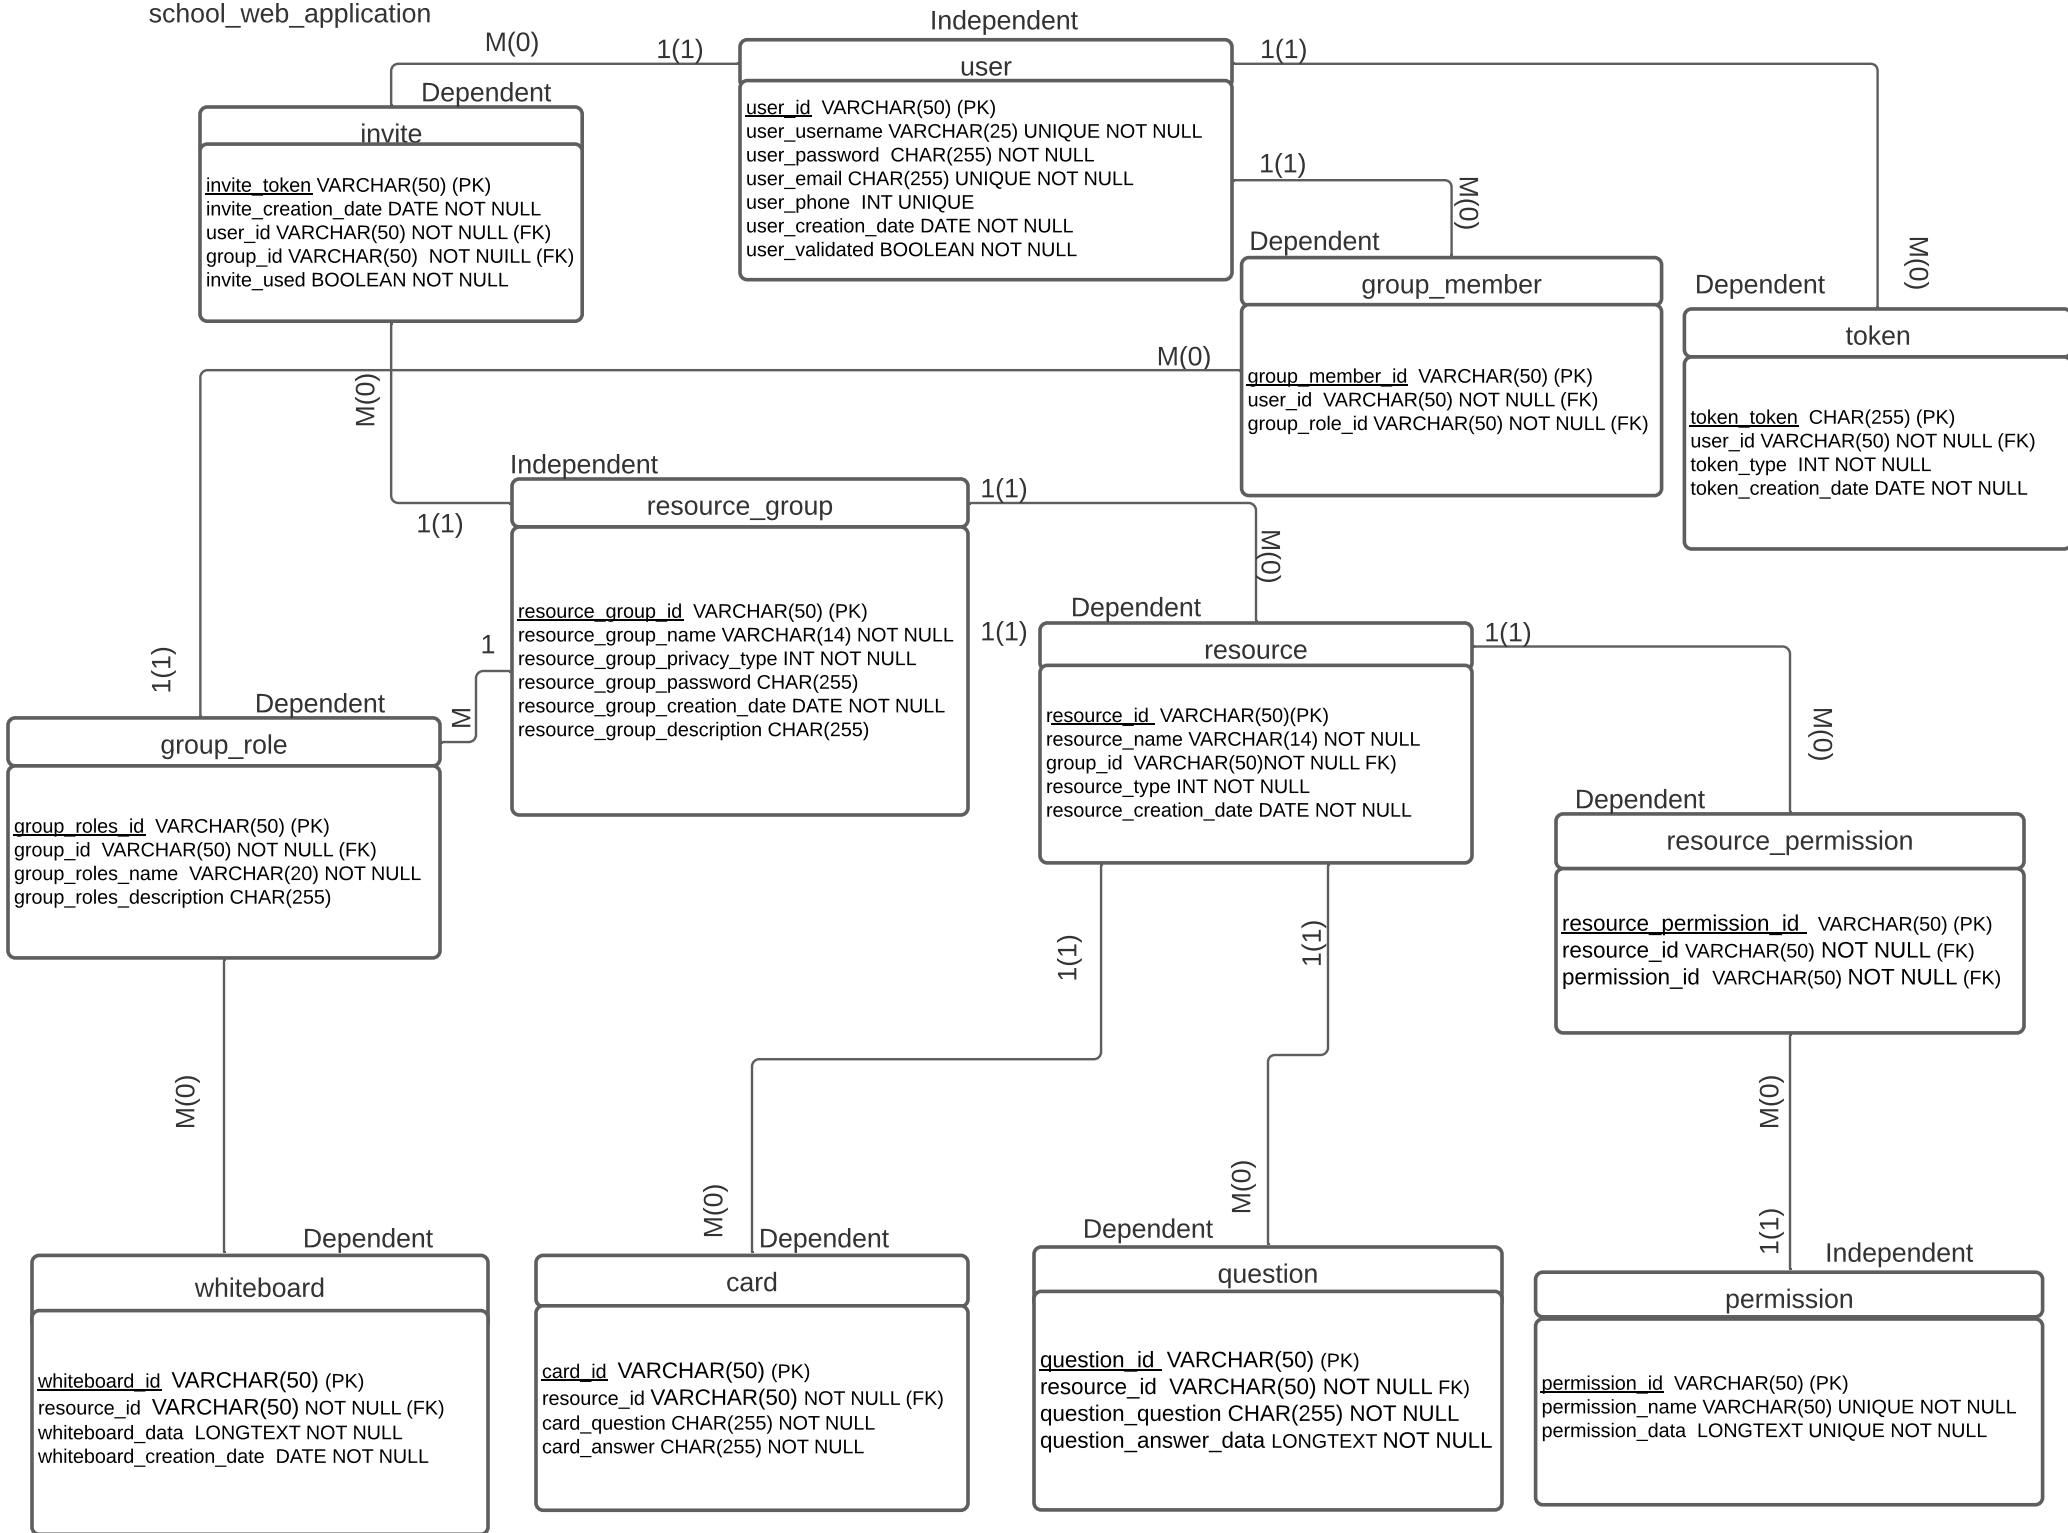 school_web_application
Independent
M(0)
1(1)
user
1(1)
user_id VARCHAR(50) (PK)
user_username VARCHAR(25) UNIQUE NOT NULL
user_password CHAR(255) NOT NULL
user_email CHAR(255) UNIQUE NOT NULL
user_phone INT UNIQUE
user_creation_date DATE NOT NULL
user_validated BOOLEAN NOT NULL
Dependent
invite
invite_token VARCHAR(50) (PK)
invite_creation_date DATE NOT NULL
user_id VARCHAR(50) NOT NULL (FK)
group_id VARCHAR(50) NOT NUILL (FK)
invite_used BOOLEAN NOT NULL
1(1)
M(0)
Dependent
group_member
group_member_id VARCHAR(50) (PK)
user_id VARCHAR(50) NOT NULL (FK)
group_role_id VARCHAR(50) NOT NULL (FK)
M(0)
Dependent
token
token_token CHAR(255) (PK)
user_id VARCHAR(50) NOT NULL (FK)
token_type INT NOT NULL
token_creation_date DATE NOT NULL
M(0)
M(0)
1(1)
Independent
resource_group
resource_group_id VARCHAR(50) (PK)
resource_group_name VARCHAR(14) NOT NULL
resource_group_privacy_type INT NOT NULL
resource_group_password CHAR(255)
resource_group_creation_date DATE NOT NULL
resource_group_description CHAR(255)
1(1)
M(0)
1(1)
Dependent
resource
resource_id VARCHAR(50)(PK)
resource_name VARCHAR(14) NOT NULL
group_id VARCHAR(50)NOT NULL FK)
resource_type INT NOT NULL
resource_creation_date DATE NOT NULL
1(1)
M(0)
1
M
1(1)
Dependent
group_role
group_roles_id VARCHAR(50) (PK)
group_id VARCHAR(50) NOT NULL (FK)
group_roles_name VARCHAR(20) NOT NULL
group_roles_description CHAR(255)
Dependent
resource_permission
resource_permission_id VARCHAR(50) (PK)
resource_id VARCHAR(50) NOT NULL (FK)
permission_id VARCHAR(50) NOT NULL (FK)
1(1)
1(1)
M(0)
M(0)
M(0)
M(0)
1(1)
Dependent
whiteboard
whiteboard_id VARCHAR(50) (PK)
resource_id VARCHAR(50) NOT NULL (FK)
whiteboard_data LONGTEXT NOT NULL
whiteboard_creation_date DATE NOT NULL
Dependent
card
card_id VARCHAR(50) (PK)
resource_id VARCHAR(50) NOT NULL (FK)
card_question CHAR(255) NOT NULL
card_answer CHAR(255) NOT NULL
Dependent
question
question_id VARCHAR(50) (PK)
resource_id VARCHAR(50) NOT NULL FK)
question_question CHAR(255) NOT NULL
question_answer_data LONGTEXT NOT NULL
Independent
permission
permission_id VARCHAR(50) (PK)
permission_name VARCHAR(50) UNIQUE NOT NULL
permission_data LONGTEXT UNIQUE NOT NULL